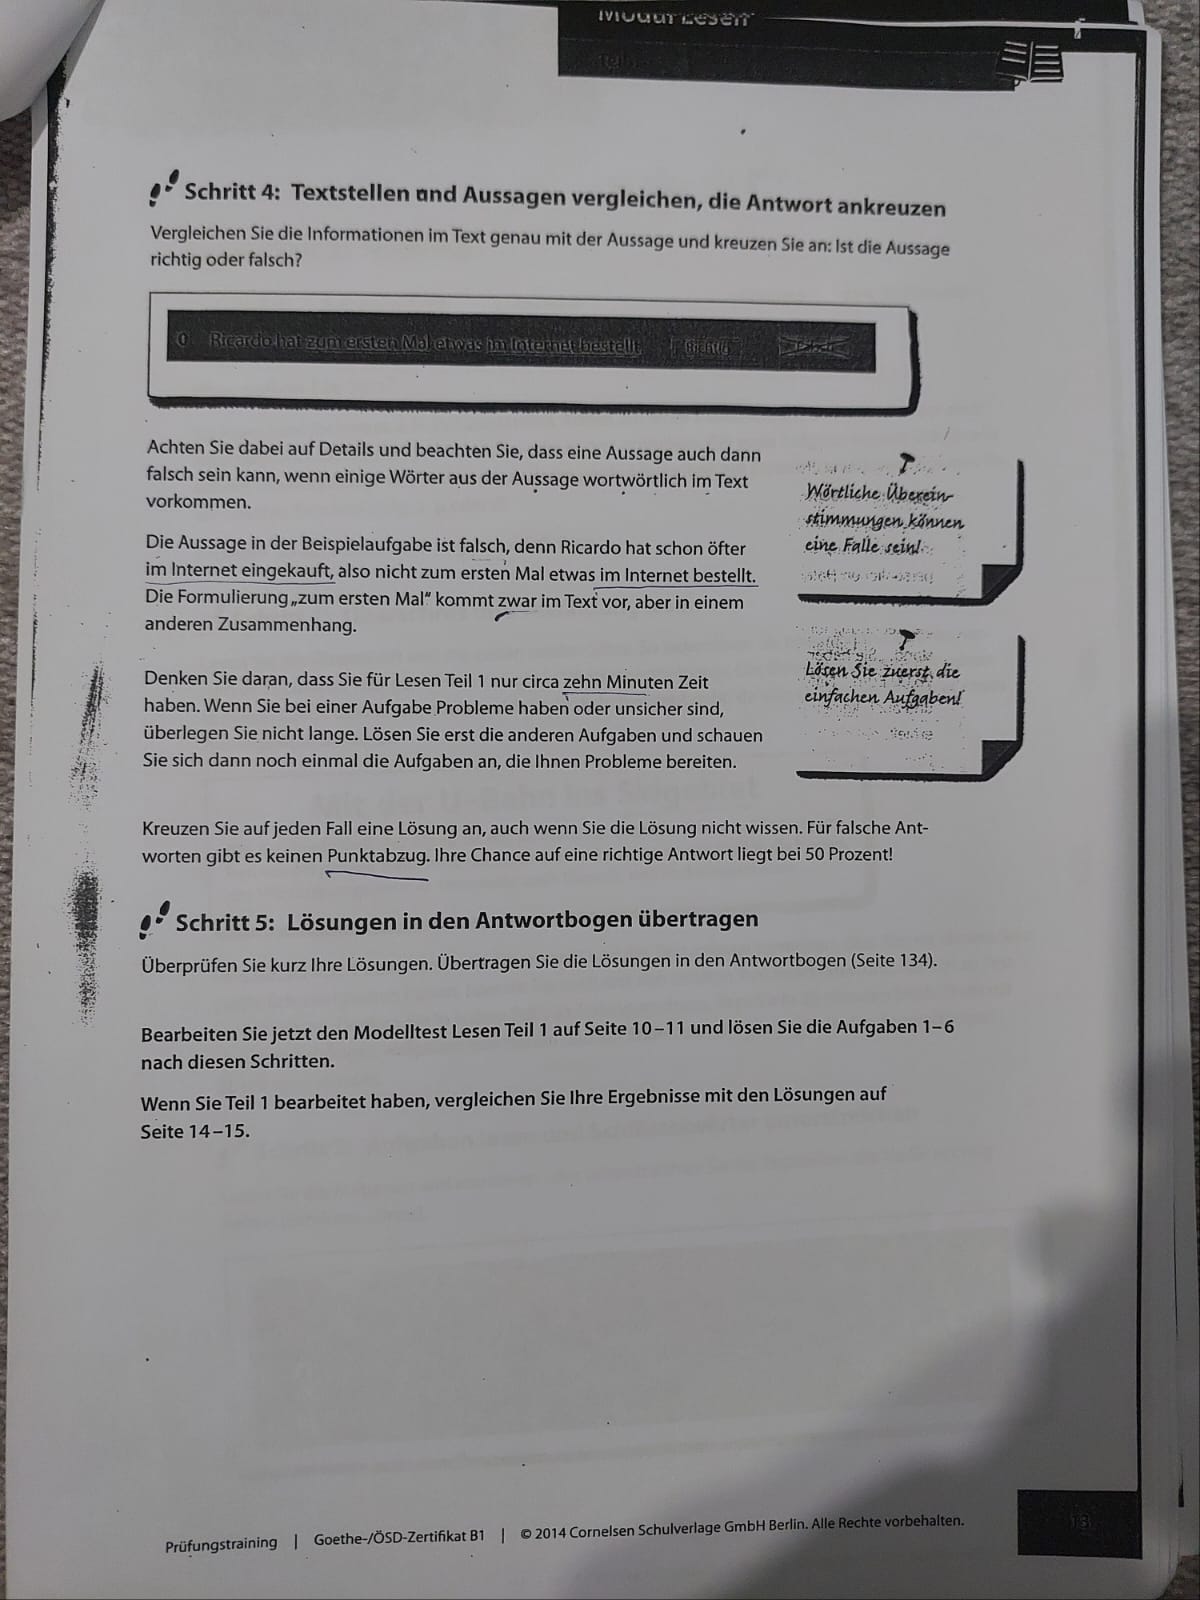 Modul Lesen
Schritt 4: Textstellen und Aussagen vergleichen, die Antwort ankreuzen
Vergleichen Sie die Informationen im Text genau mit der Aussage und kreuzen Sie an: Ist die Aussage
richtig oder falsch?
0 Ricardo hat zum ersten Mal etwas im Internet bestellt Richtig
Achten Sie dabei auf Details und beachten Sie, dass eine Aussage auch dann
falsch sein kann, wenn einige Wörter aus der Aussage wortwörtlich im Text
vorkommen.
Wörtliche Überein-
stimmungen können
eine Falle sein!
Die Aussage in der Beispielaufgabe ist falsch, denn Ricardo hat schon öfter
im Internet eingekauft, also nicht zum ersten Mal etwas im Internet bestellt.
Die Formulierung „zum ersten Mal“ kommt zwar im Text vor, aber in einem
anderen Zusammenhang.
Denken Sie daran, dass Sie für Lesen Teil 1 nur circa zehn Minuten Zeit
haben. Wenn Sie bei einer Aufgabe Probleme haben oder unsicher sind,
überlegen Sie nicht lange. Lösen Sie erst die anderen Aufgaben und schauen
Sie sich dann noch einmal die Aufgaben an, die Ihnen Probleme bereiten.
Lösen Sie zuerst die
einfachen Aufgaben!
Kreuzen Sie auf jeden Fall eine Lösung an, auch wenn Sie die Lösung nicht wissen. Für falsche Ant-
worten gibt es keinen Punktabzug. Ihre Chance auf eine richtige Antwort liegt bei 50 Prozent!
Schritt 5: Lösungen in den Antwortbogen übertragen
Überprüfen Sie kurz Ihre Lösungen. Übertragen Sie die Lösungen in den Antwortbogen (Seite 134).
Bearbeiten Sie jetzt den Modelltest Lesen Teil 1 auf Seite 10–11 und lösen Sie die Aufgaben 1–6
nach diesen Schritten.
Wenn Sie Teil 1 bearbeitet haben, vergleichen Sie Ihre Ergebnisse mit den Lösungen auf
Seite 14–15.
Prüfungstraining | Goethe-/ÖSD-Zertifikat B1 | © 2014 Cornelsen Schulverlage GmbH Berlin. Alle Rechte vorbehalten.
13